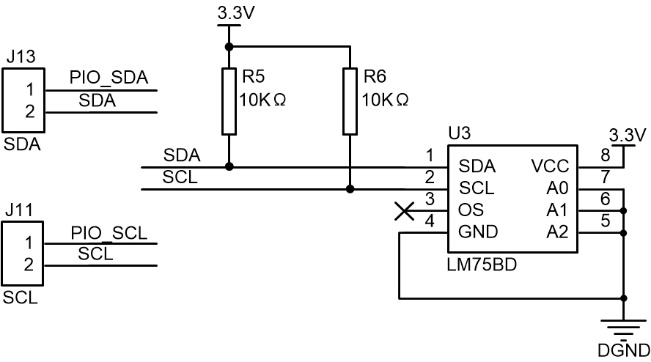 3.3V
J13
1 PIO_SDA
2 SDA
SDA
R5
10KΩ
R6
10KΩ
U3
3.3V
SDA 1 SDA VCC 8
SCL 2 SCL A0 7
3 OS A1 6
4 GND A2 5
LM75BD
J11
1 PIO_SCL
2 SCL
SCL
DGND